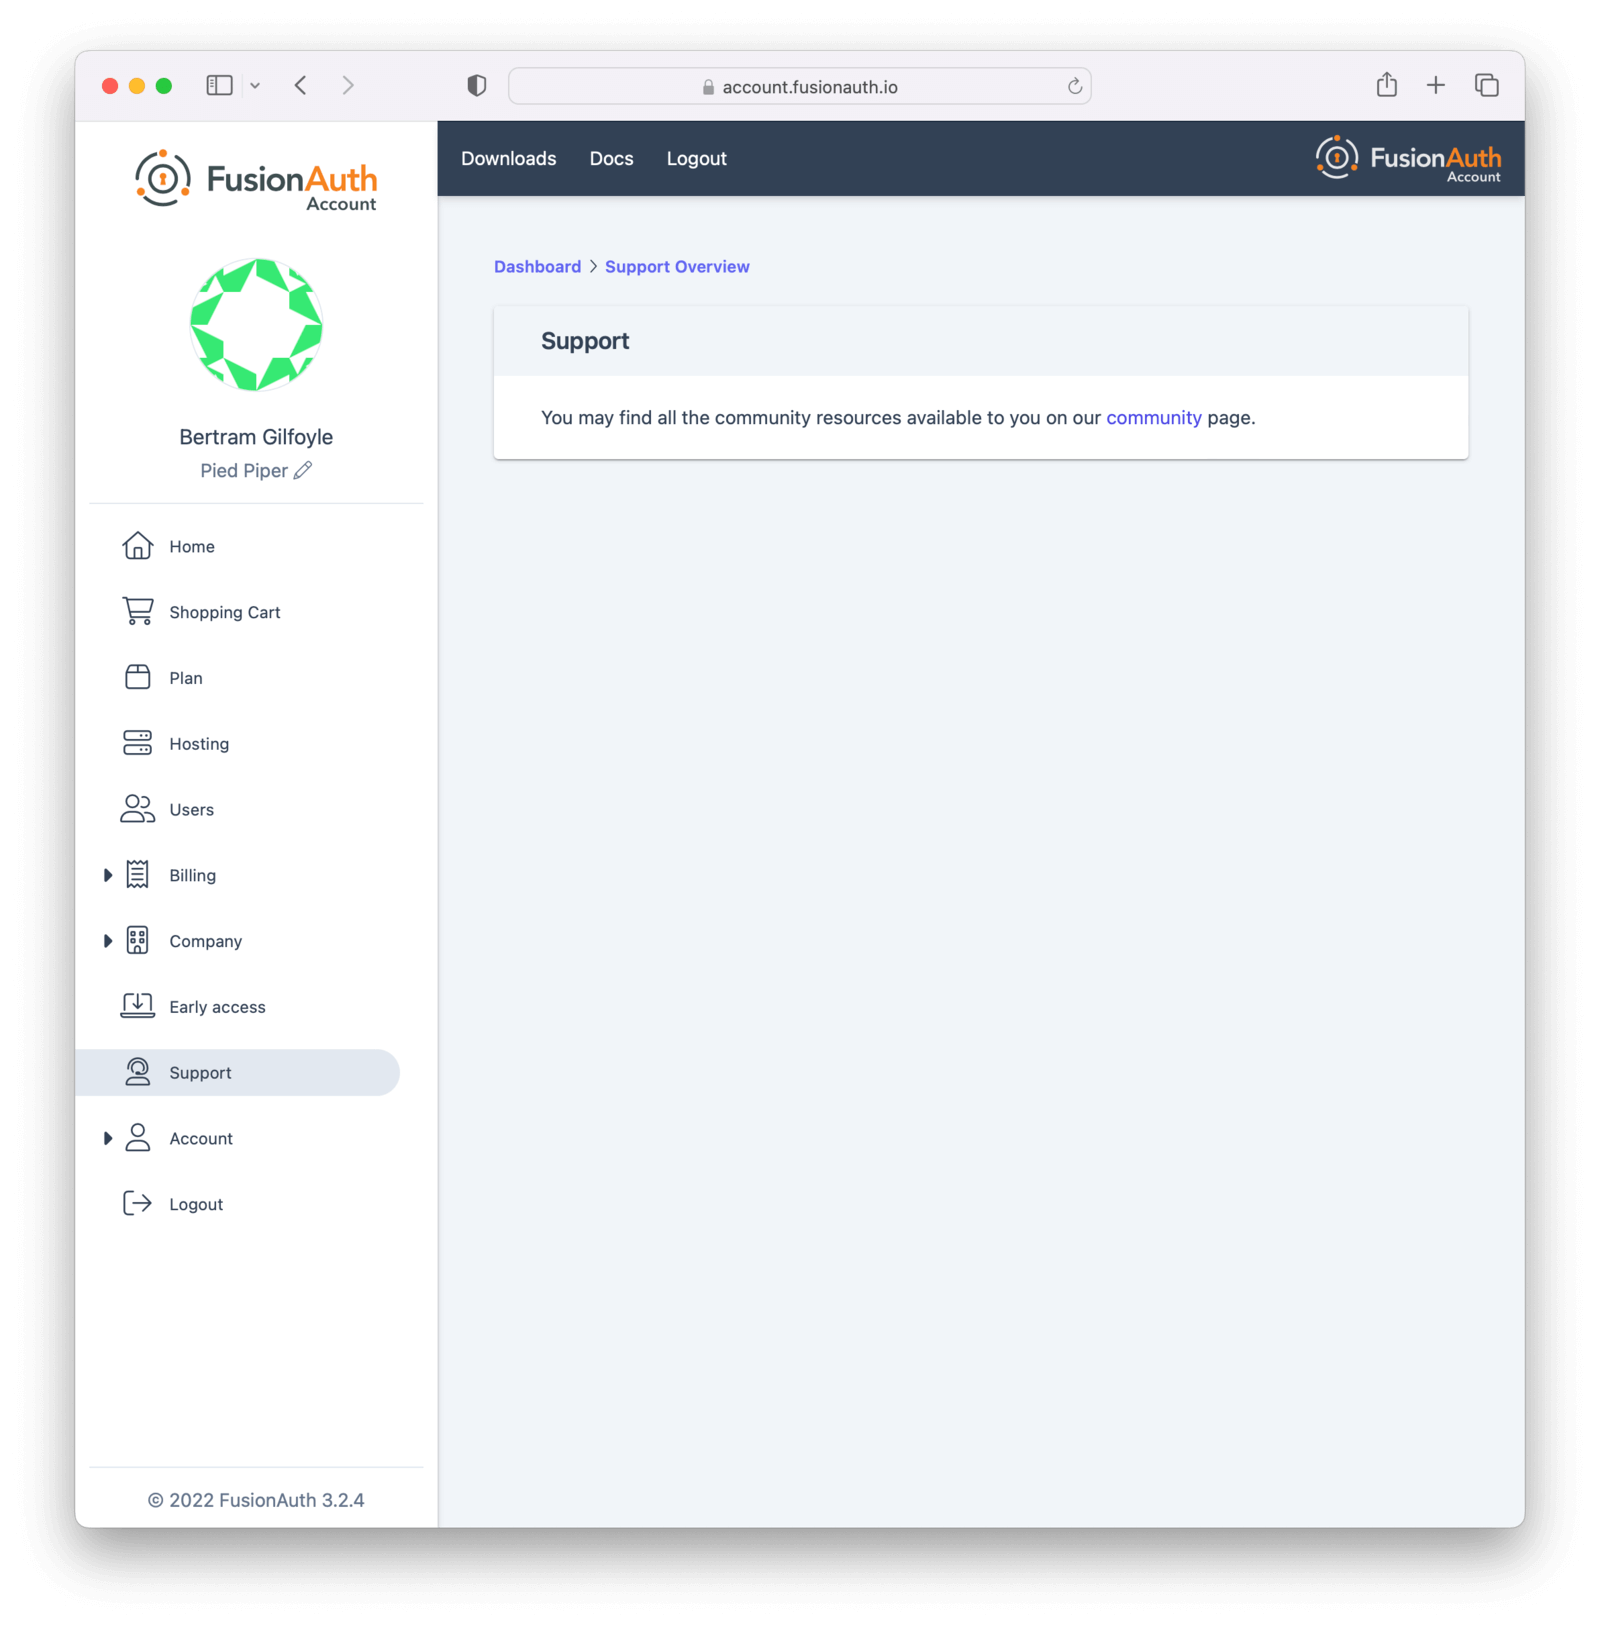 account.fusionauth.io
FusionAuth
Account
Bertram Gilfoyle
Pied Piper
Home
Shopping Cart
Plan
Hosting
Users
Billing
Company
Early access
Support
Account
Logout
© 2022 FusionAuth 3.2.4
Downloads Docs Logout
FusionAuth
Account
Dashboard > Support Overview
Support
You may find all the community resources available to you on our community page.